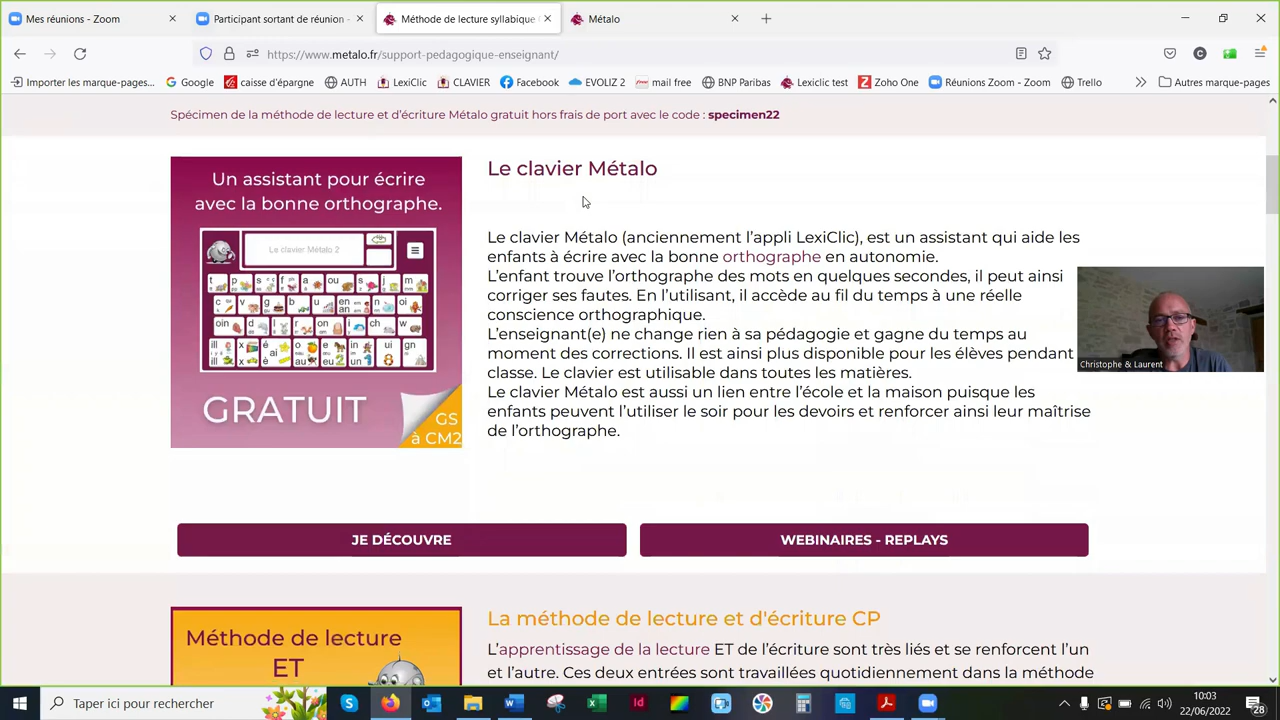 Mes réunions - Zoom
Participant sortant de réunion -
Méthode de lecture syllabique
Métalo
https://www.metalo.fr/support-pedagogique-enseignant/
Importer les marque-pages...
Google
caisse d'épargne
AUTH
LexiClic
CLAVIER
Facebook
EVOLIZ 2
mail free
BNP Paribas
Lexiclic test
Zoho One
Réunions Zoom - Zoom
Trello
Autres marque-pages
Spécimen de la méthode de lecture et d'écriture Métalo gratuit hors frais de port avec le code : specimen22
Un assistant pour écrire
avec la bonne orthographe.
Le clavier Métalo 2
GRATUIT
GS
à CM2
Le clavier Métalo
Le clavier Métalo (anciennement l'appli LexiClic), est un assistant qui aide les
enfants à écrire avec la bonne orthographe en autonomie.
L'enfant trouve l'orthographe des mots en quelques secondes, il peut ainsi
corriger ses fautes. En l'utilisant, il accède au fil du temps à une réelle
conscience orthographique.
L'enseignant(e) ne change rien à sa pédagogie et gagne du temps au
moment des corrections. Il est ainsi plus disponible pour les élèves pendant
classe. Le clavier est utilisable dans toutes les matières.
Le clavier Métalo est aussi un lien entre l'école et la maison puisque les
enfants peuvent l'utiliser le soir pour les devoirs et renforcer ainsi leur maîtrise
de l'orthographe.
Christophe & Laurent
JE DÉCOUVRE
WEBINAIRES - REPLAYS
Méthode de lecture
ET
La méthode de lecture et d'écriture CP
L'apprentissage de la lecture ET de l'écriture sont très liés et se renforcent l'un
et l'autre. Ces deux entrées sont travaillées quotidiennement dans la méthode
Taper ici pour rechercher
10:03
22/06/2022
28